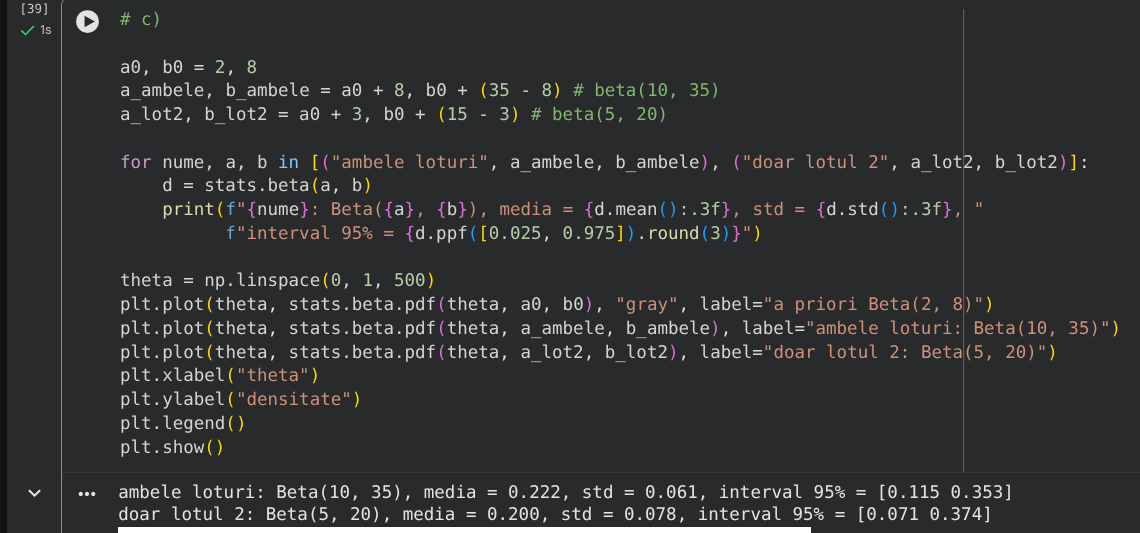 [39]
1s
# c)
a0, b0 = 2, 8
a_ambele, b_ambele = a0 + 8, b0 + (35 - 8) # beta(10, 35)
a_lot2, b_lot2 = a0 + 3, b0 + (15 - 3) # beta(5, 20)
for nume, a, b in [("ambele loturi", a_ambele, b_ambele), ("doar lotul 2", a_lot2, b_lot2)]:
    d = stats.beta(a, b)
    print(f"{nume}: Beta({a}, {b}), media = {d.mean():.3f}, std = {d.std():.3f}, "
          f"interval 95% = {d.ppf([0.025, 0.975]).round(3)}")
theta = np.linspace(0, 1, 500)
plt.plot(theta, stats.beta.pdf(theta, a0, b0), "gray", label="a priori Beta(2, 8)")
plt.plot(theta, stats.beta.pdf(theta, a_ambele, b_ambele), label="ambele loturi: Beta(10, 35)")
plt.plot(theta, stats.beta.pdf(theta, a_lot2, b_lot2), label="doar lotul 2: Beta(5, 20)")
plt.xlabel("theta")
plt.ylabel("densitate")
plt.legend()
plt.show()
ambele loturi: Beta(10, 35), media = 0.222, std = 0.061, interval 95% = [0.115 0.353]
doar lotul 2: Beta(5, 20), media = 0.200, std = 0.078, interval 95% = [0.071 0.374]